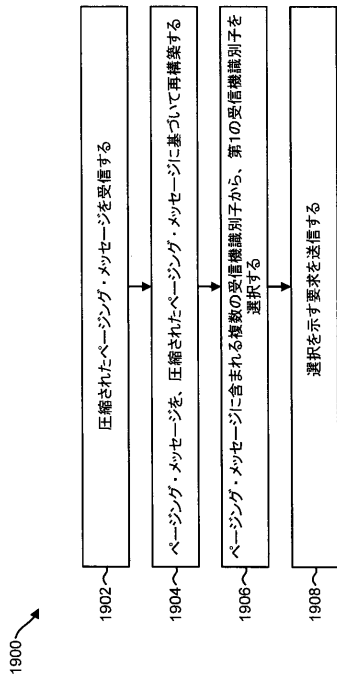 1900
1902
圧縮されたページング・メッセージを受信する
1904
ページング・メッセージを、圧縮されたページング・メッセージに基づいて再構築する
1906
ページング・メッセージに含まれる複数の受信機識別子から、第1の受信機識別子を
選択する
1908
選択を示す要求を送信する